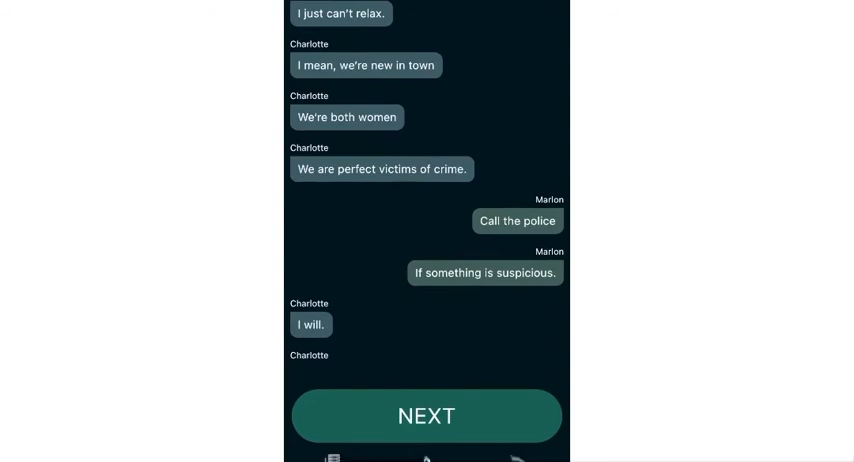 I just can't relax.
Charlotte
I mean, we're new in town
Charlotte
We're both women
Charlotte
We are perfect victims of crime.
Marlon
Call the police
Marlon
If something is suspicious.
Charlotte
I will.
Charlotte
NEXT